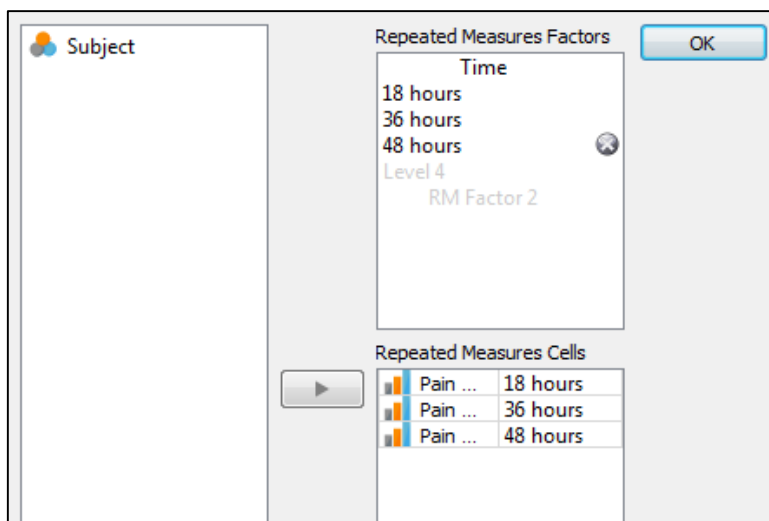 Subject
Repeated Measures Factors
OK
Time
18 hours
36 hours
48 hours
Level 4
RM Factor 2
Repeated Measures Cells
Pain ... 18 hours
Pain ... 36 hours
Pain ... 48 hours